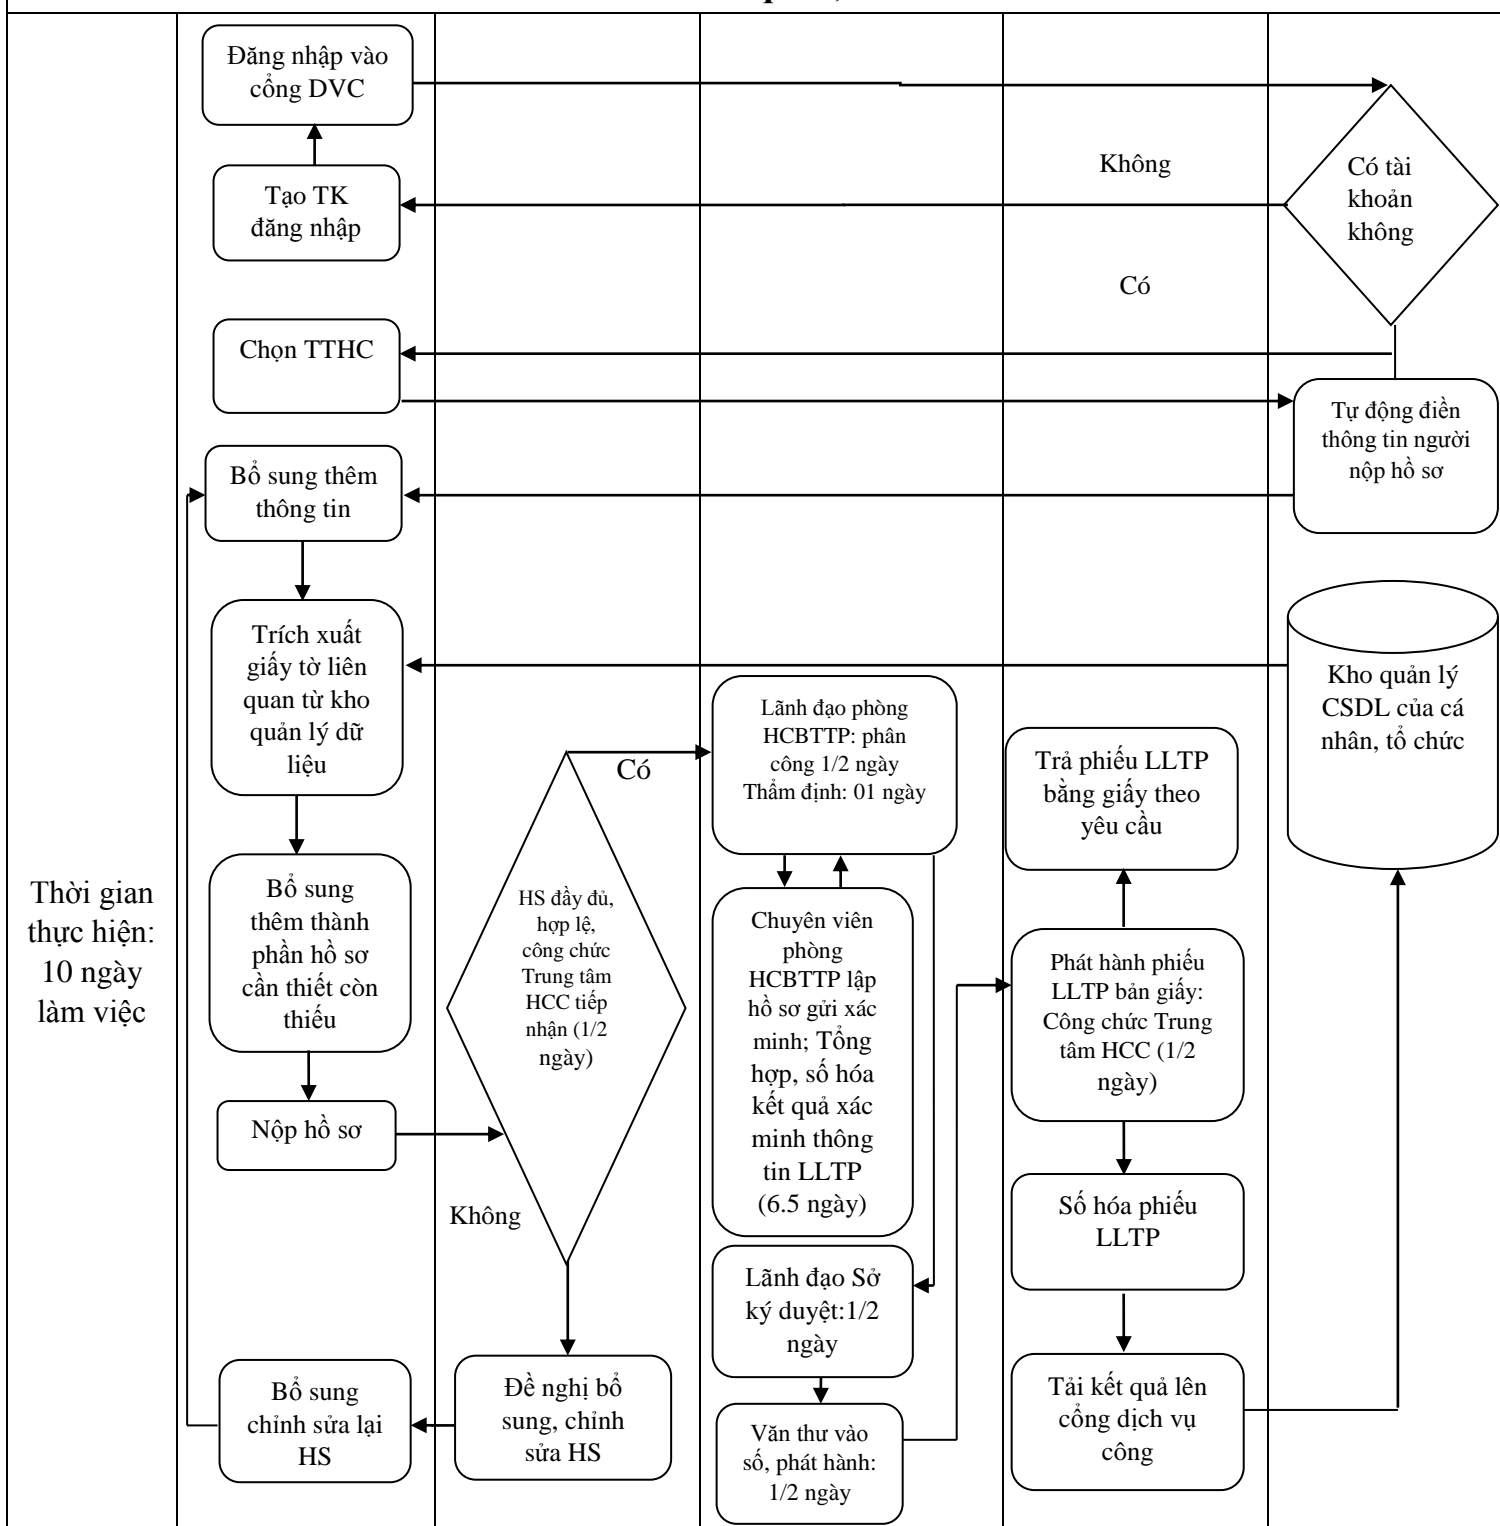 Đăng nhập vào
cổng DVC
Không
Có tài
khoản
không
Tạo TK
đăng nhập
Có
Chọn TTHC
Tự động điền
thông tin người
nộp hồ sơ
Bổ sung thêm
thông tin
Trích xuất
giấy tờ liên
quan từ kho
quản lý dữ
liệu
Kho quản lý
CSDL của cá
nhân, tổ chức
Lãnh đạo phòng
HCBTTP: phân
công 1/2 ngày
Thẩm định: 01 ngày
Có
Trả phiếu LLTP
bằng giấy theo
yêu cầu
Thời gian
thực hiện:
10 ngày
làm việc
Bổ sung
thêm thành
phần hồ sơ
cần thiết còn
thiếu
HS đầy đủ,
hợp lệ,
công chức
Trung tâm
HCC tiếp
nhận (1/2
ngày)
Chuyên viên
phòng
HCBTTP lập
hồ sơ gửi xác
minh; Tổng
hợp, số hóa
kết quả xác
minh thông
tin LLTP
(6.5 ngày)
Phát hành phiếu
LLTP bản giấy:
Công chức Trung
tâm HCC (1/2
ngày)
Nộp hồ sơ
Không
Số hóa phiếu
LLTP
Lãnh đạo Sở
ký duyệt:1/2
ngày
Bổ sung
chỉnh sửa lại
HS
Đề nghị bổ
sung, chỉnh
sửa HS
Văn thư vào
số, phát hành:
1/2 ngày
Tải kết quả lên
cổng dịch vụ
công